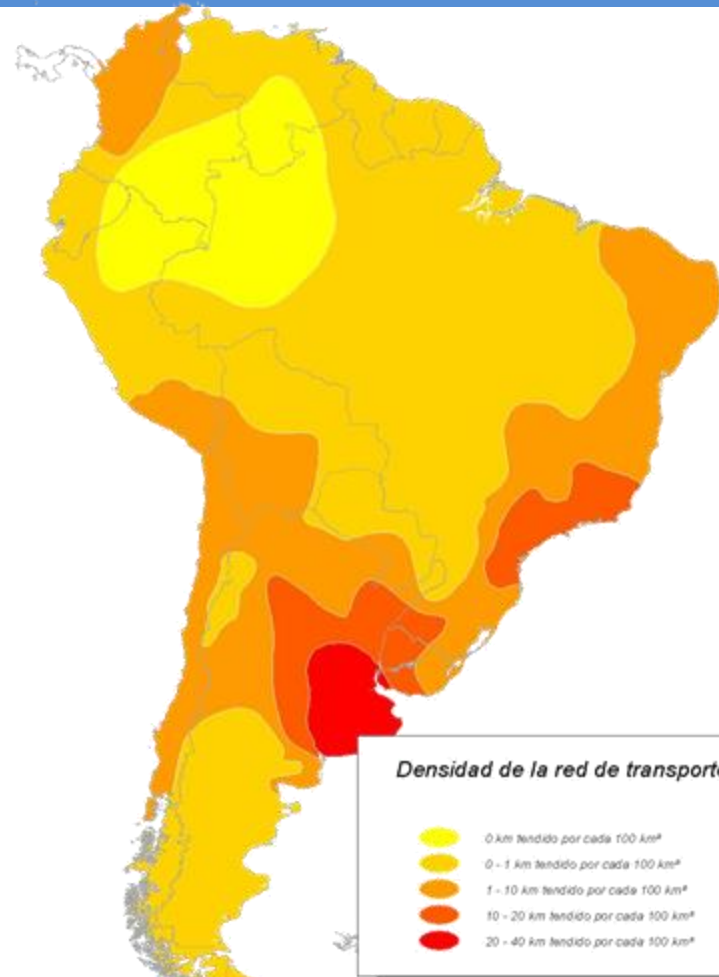 Densidad de la red de transporte
0 km tendido por cada 100 km²
0 - 1 km tendido por cada 100 km²
1 - 10 km tendido por cada 100 km²
10 - 20 km tendido por cada 100 km²
20 - 40 km tendido por cada 100 km²